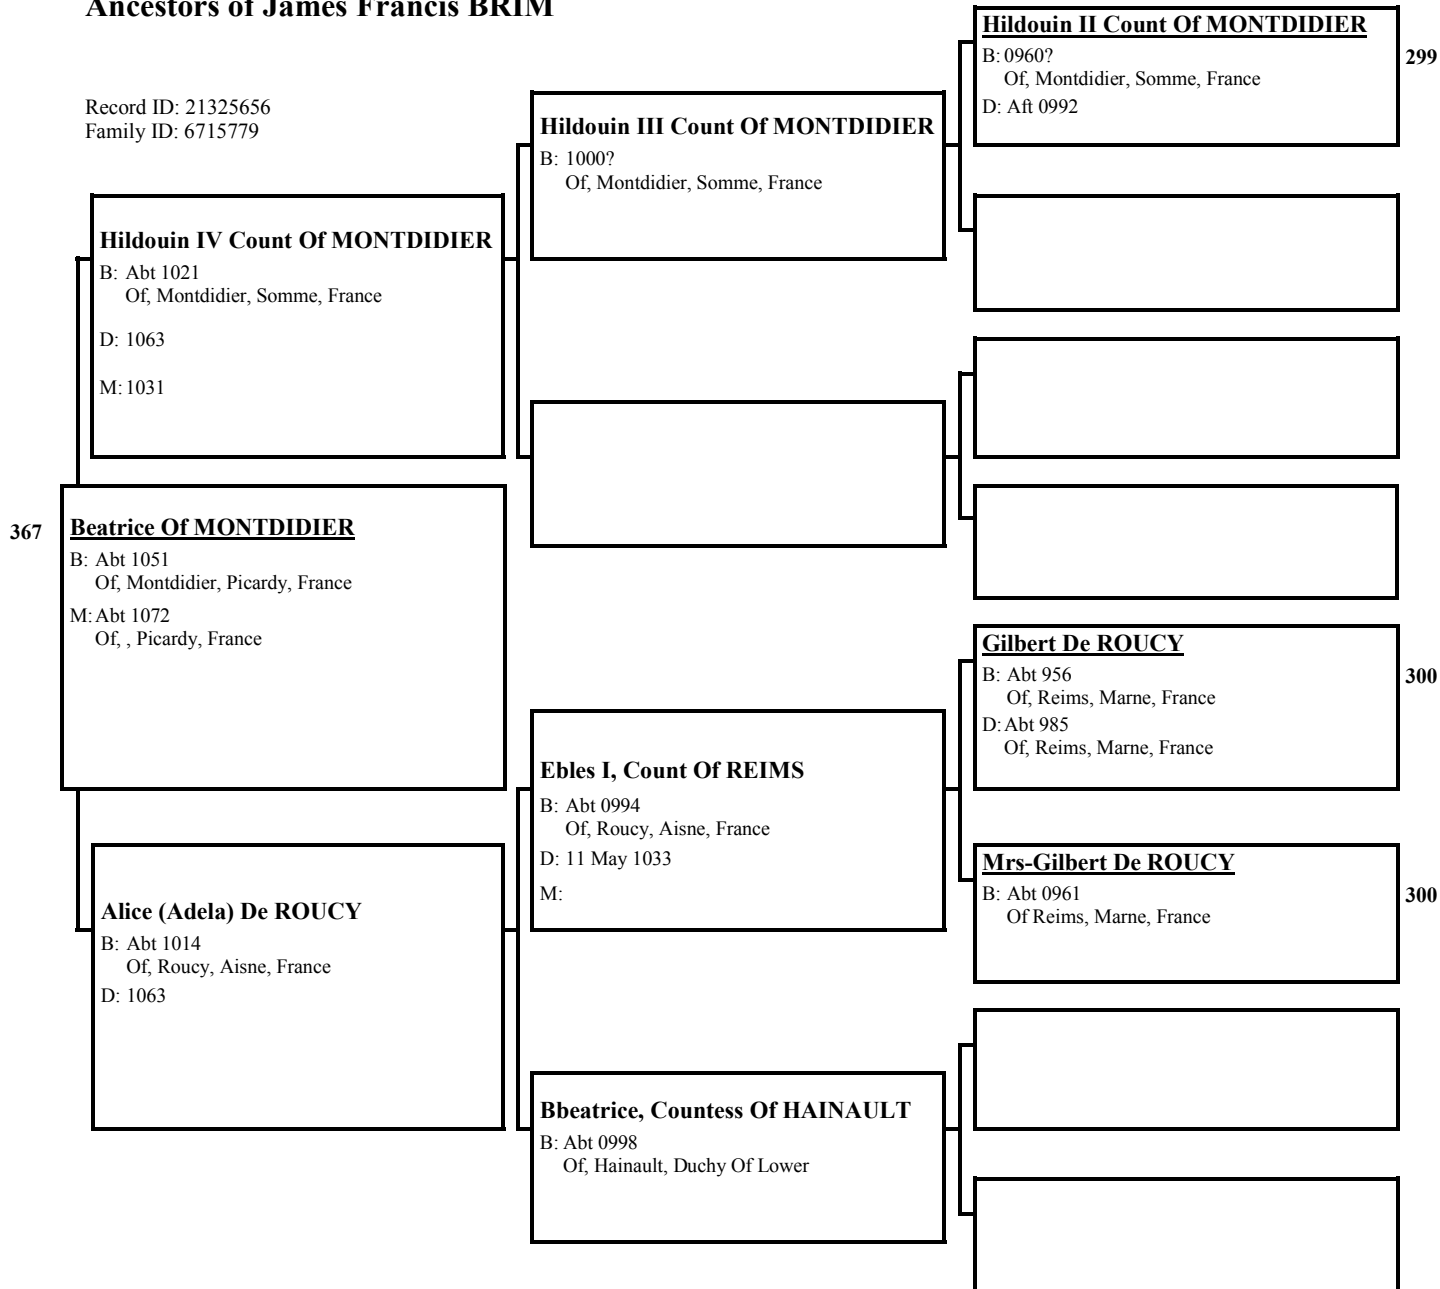 Ancestors of James Francis BRIM
Record ID: 21325656
Family ID: 6715779
Hildouin II Count Of MONTDIDIER
B: 0960?
Of, Montdidier, Somme, France
D: Aft 0992
299
Hildouin III Count Of MONTDIDIER
B: 1000?
Of, Montdidier, Somme, France
Hildouin IV Count Of MONTDIDIER
B: Abt 1021
Of, Montdidier, Somme, France
D: 1063
M: 1031
367
Beatrice Of MONTDIDIER
B: Abt 1051
Of, Montdidier, Picardy, France
M: Abt 1072
Of, , Picardy, France
Gilbert De ROUCY
B: Abt 956
Of, Reims, Marne, France
D: Abt 985
Of, Reims, Marne, France
300
Ebles I, Count Of REIMS
B: Abt 0994
Of, Roucy, Aisne, France
D: 11 May 1033
M:
Mrs-Gilbert De ROUCY
B: Abt 0961
Of Reims, Marne, France
300
Alice (Adela) De ROUCY
B: Abt 1014
Of, Roucy, Aisne, France
D: 1063
Bbeatrice, Countess Of HAINAULT
B: Abt 0998
Of, Hainault, Duchy Of Lower